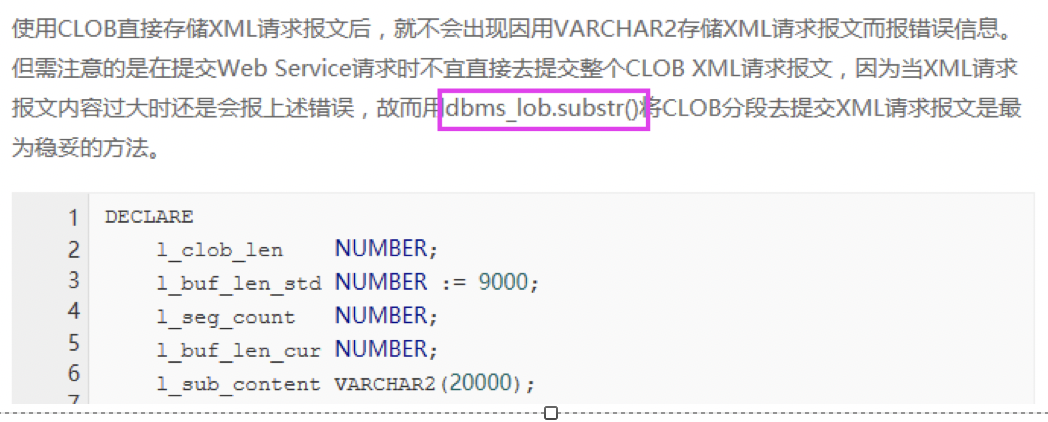 使用CLOB直接存储XML请求报文后，就不会出现因用VARCHAR2存储XML请求报文而报错误信息。
但需注意的是在提交Web Service请求时不宜直接去提交整个CLOB XML请求报文，因为当XML请求
报文内容过大时还是会报上述错误，故而用dbms_lob.substr()将CLOB分段去提交XML请求报文是最
为稳妥的方法。
1 DECLARE
2 l_clob_len NUMBER;
3 l_buf_len_std NUMBER := 9000;
4 l_seg_count NUMBER;
5 l_buf_len_cur NUMBER;
6 l_sub_content VARCHAR2(20000);
7